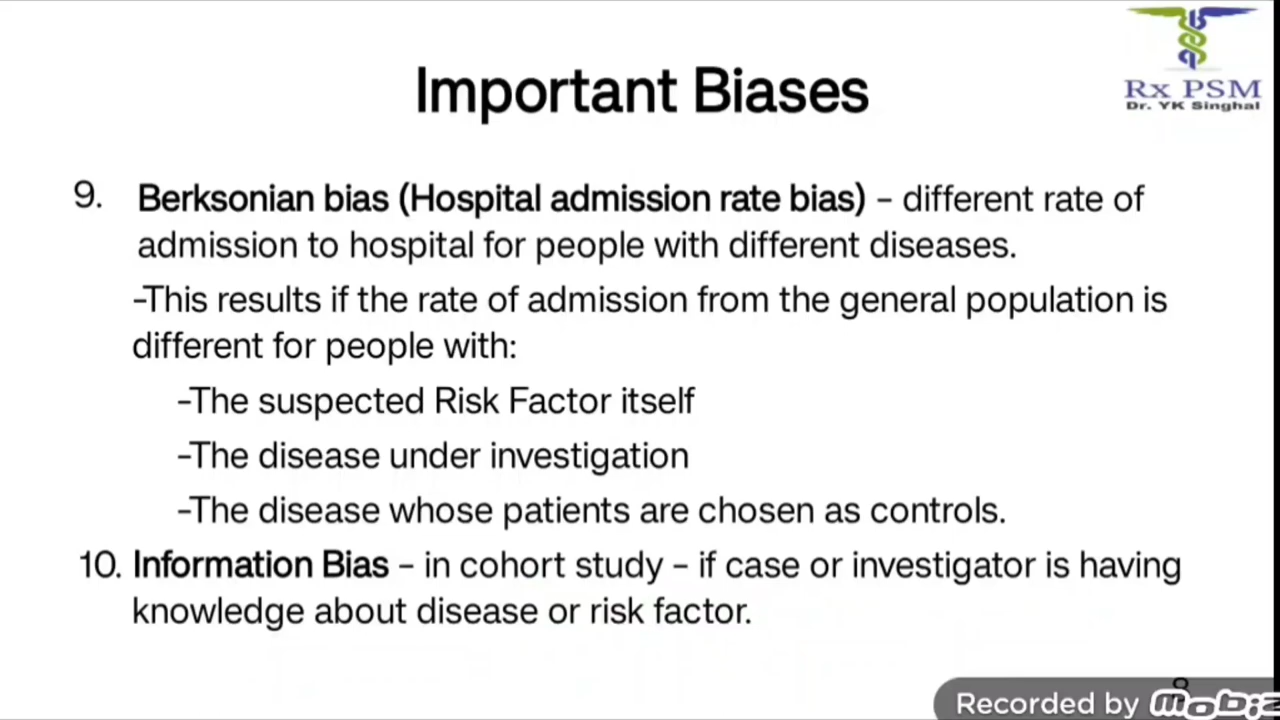 Rx PSM
Dr. YK Singhal
Important Biases
9. Berksonian bias (Hospital admission rate bias) – different rate of
admission to hospital for people with different diseases.
-This results if the rate of admission from the general population is
different for people with:
-The suspected Risk Factor itself
-The disease under investigation
-The disease whose patients are chosen as controls.
10. Information Bias – in cohort study – if case or investigator is having
knowledge about disease or risk factor.
Recorded by